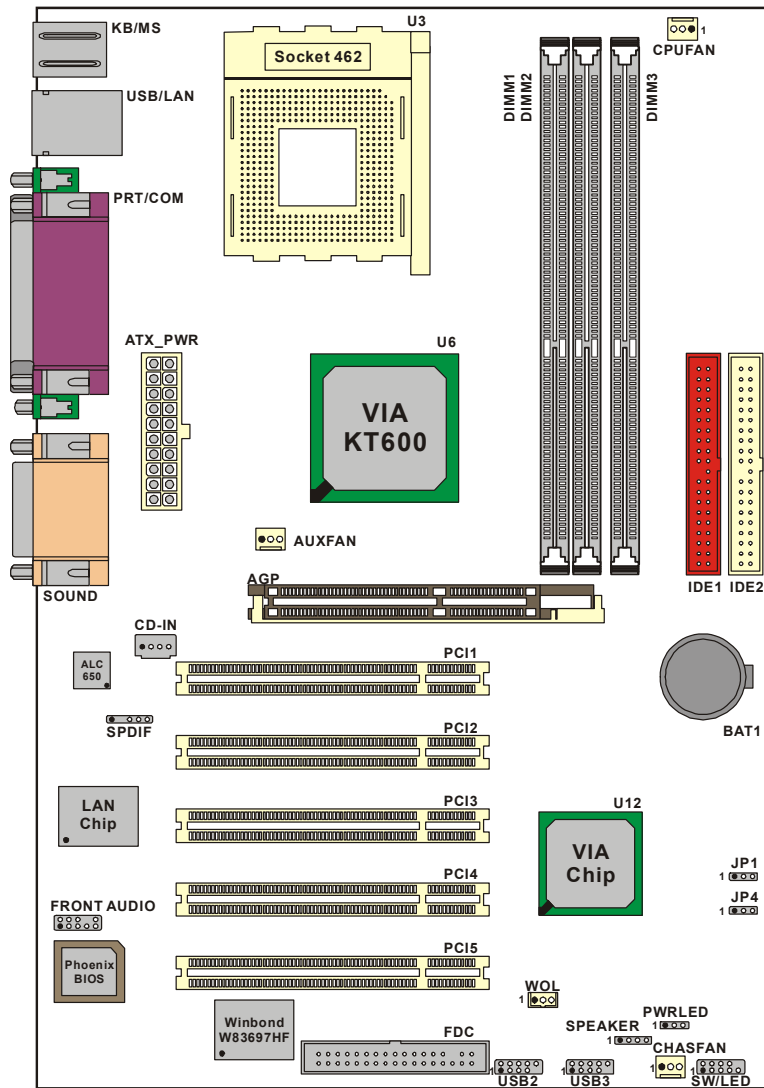 KB/MS
U3
1
CPUFAN
Socket 462
USB/LAN
DIMM1
DIMM2
DIMM3
PRT/COM
ATX_PWR
U6
VIA
KT600
AUXFAN
SOUND
AGP
IDE1
IDE2
CD-IN
ALC
650
PCI1
SPDIF
PCI2
BAT1
LAN
Chip
PCI3
U12
VIA
Chip
JP1
1
JP4
1
PCI4
FRONT AUDIO
1
Phoenix
BIOS
PCI5
WOL
1
Winbond
W83697HF
FDC
PWRLED
1
SPEAKER
1
CHASFAN
1
1
USB2
1
USB3
1
SW/LED